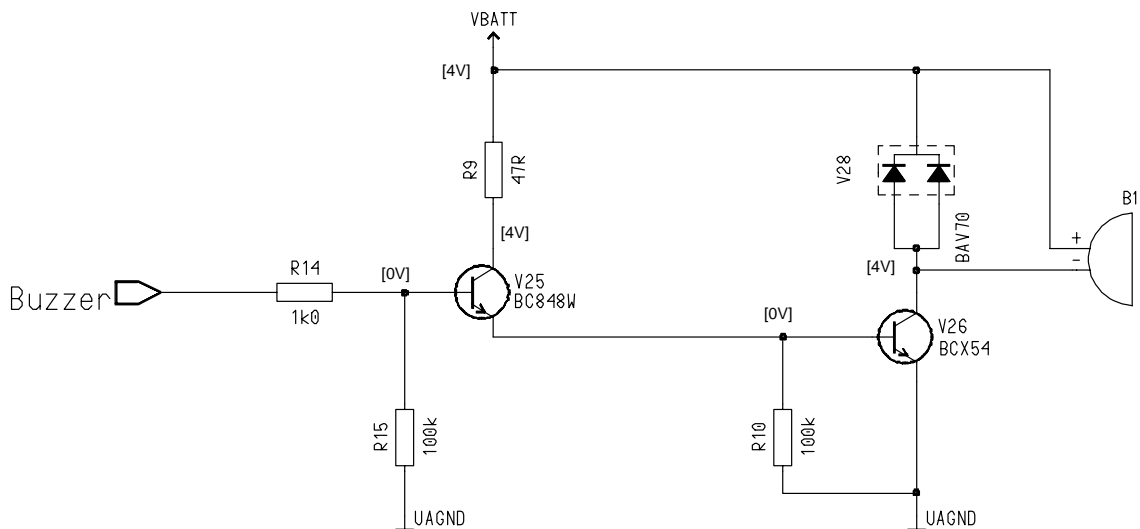 VBATT
[4V]
R9
47R
V28
BAV70
B1
+
-
[4V]
[4V]
R14
1k0
[0V]
V25
BC848W
Buzzer
[0V]
V26
BCX54
R15
100k
R10
100k
UAGND
UAGND